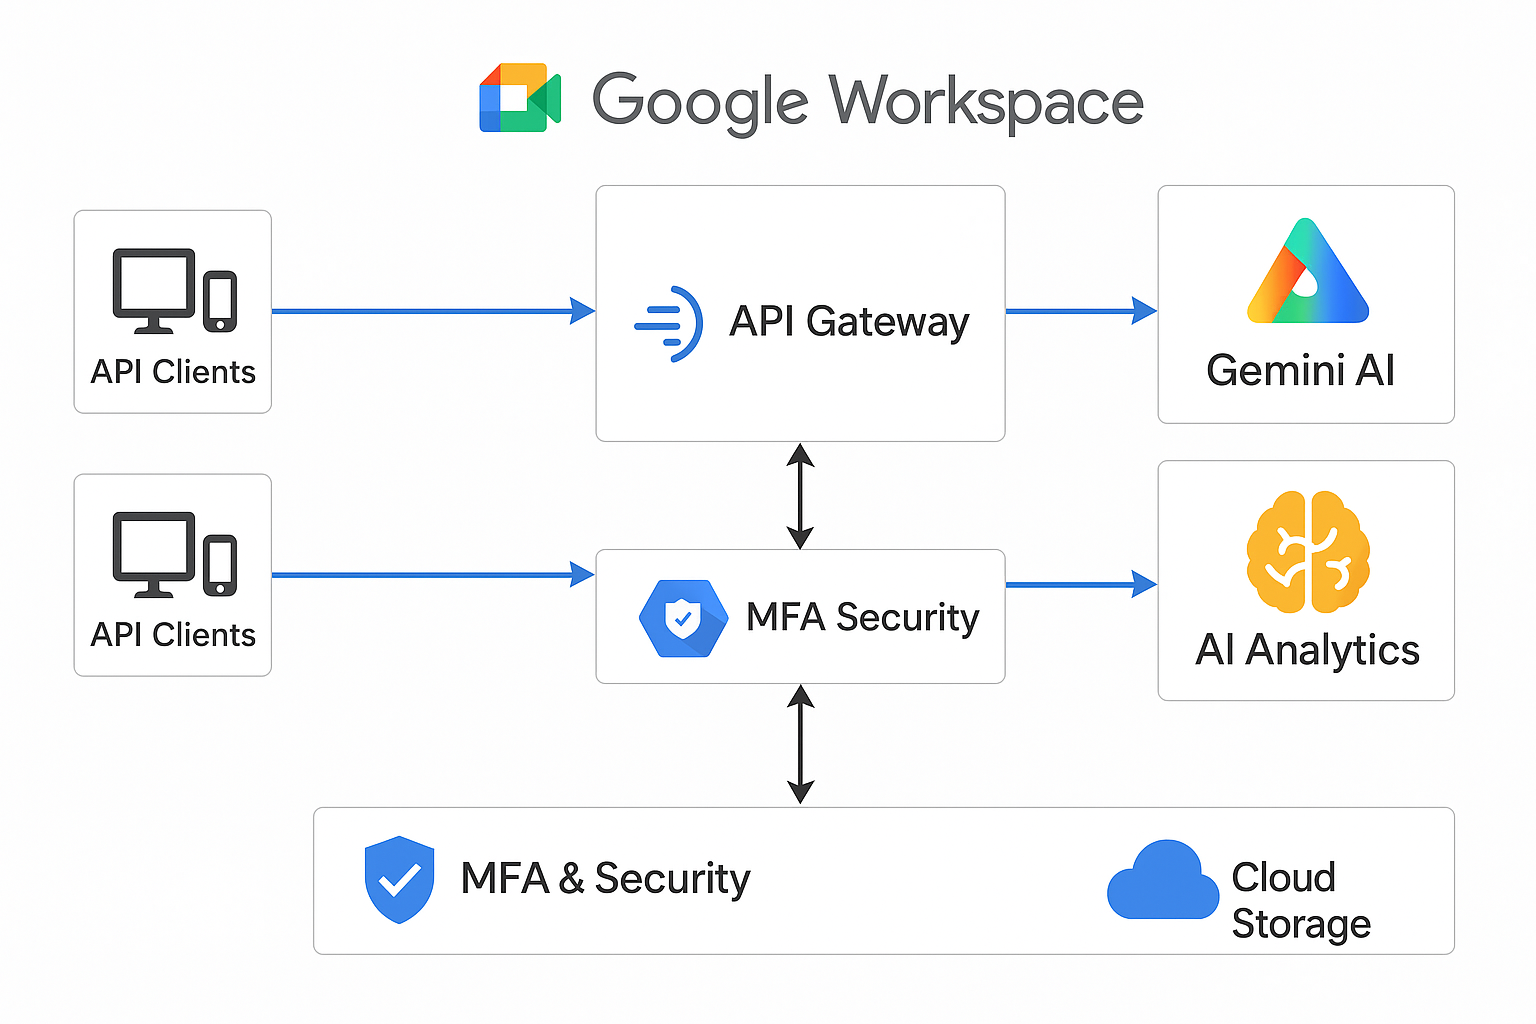 Google Workspace
API Clients
API Gateway
Gemini AI
API Clients
MFA Security
AI Analytics
MFA & Security
Cloud
Storage